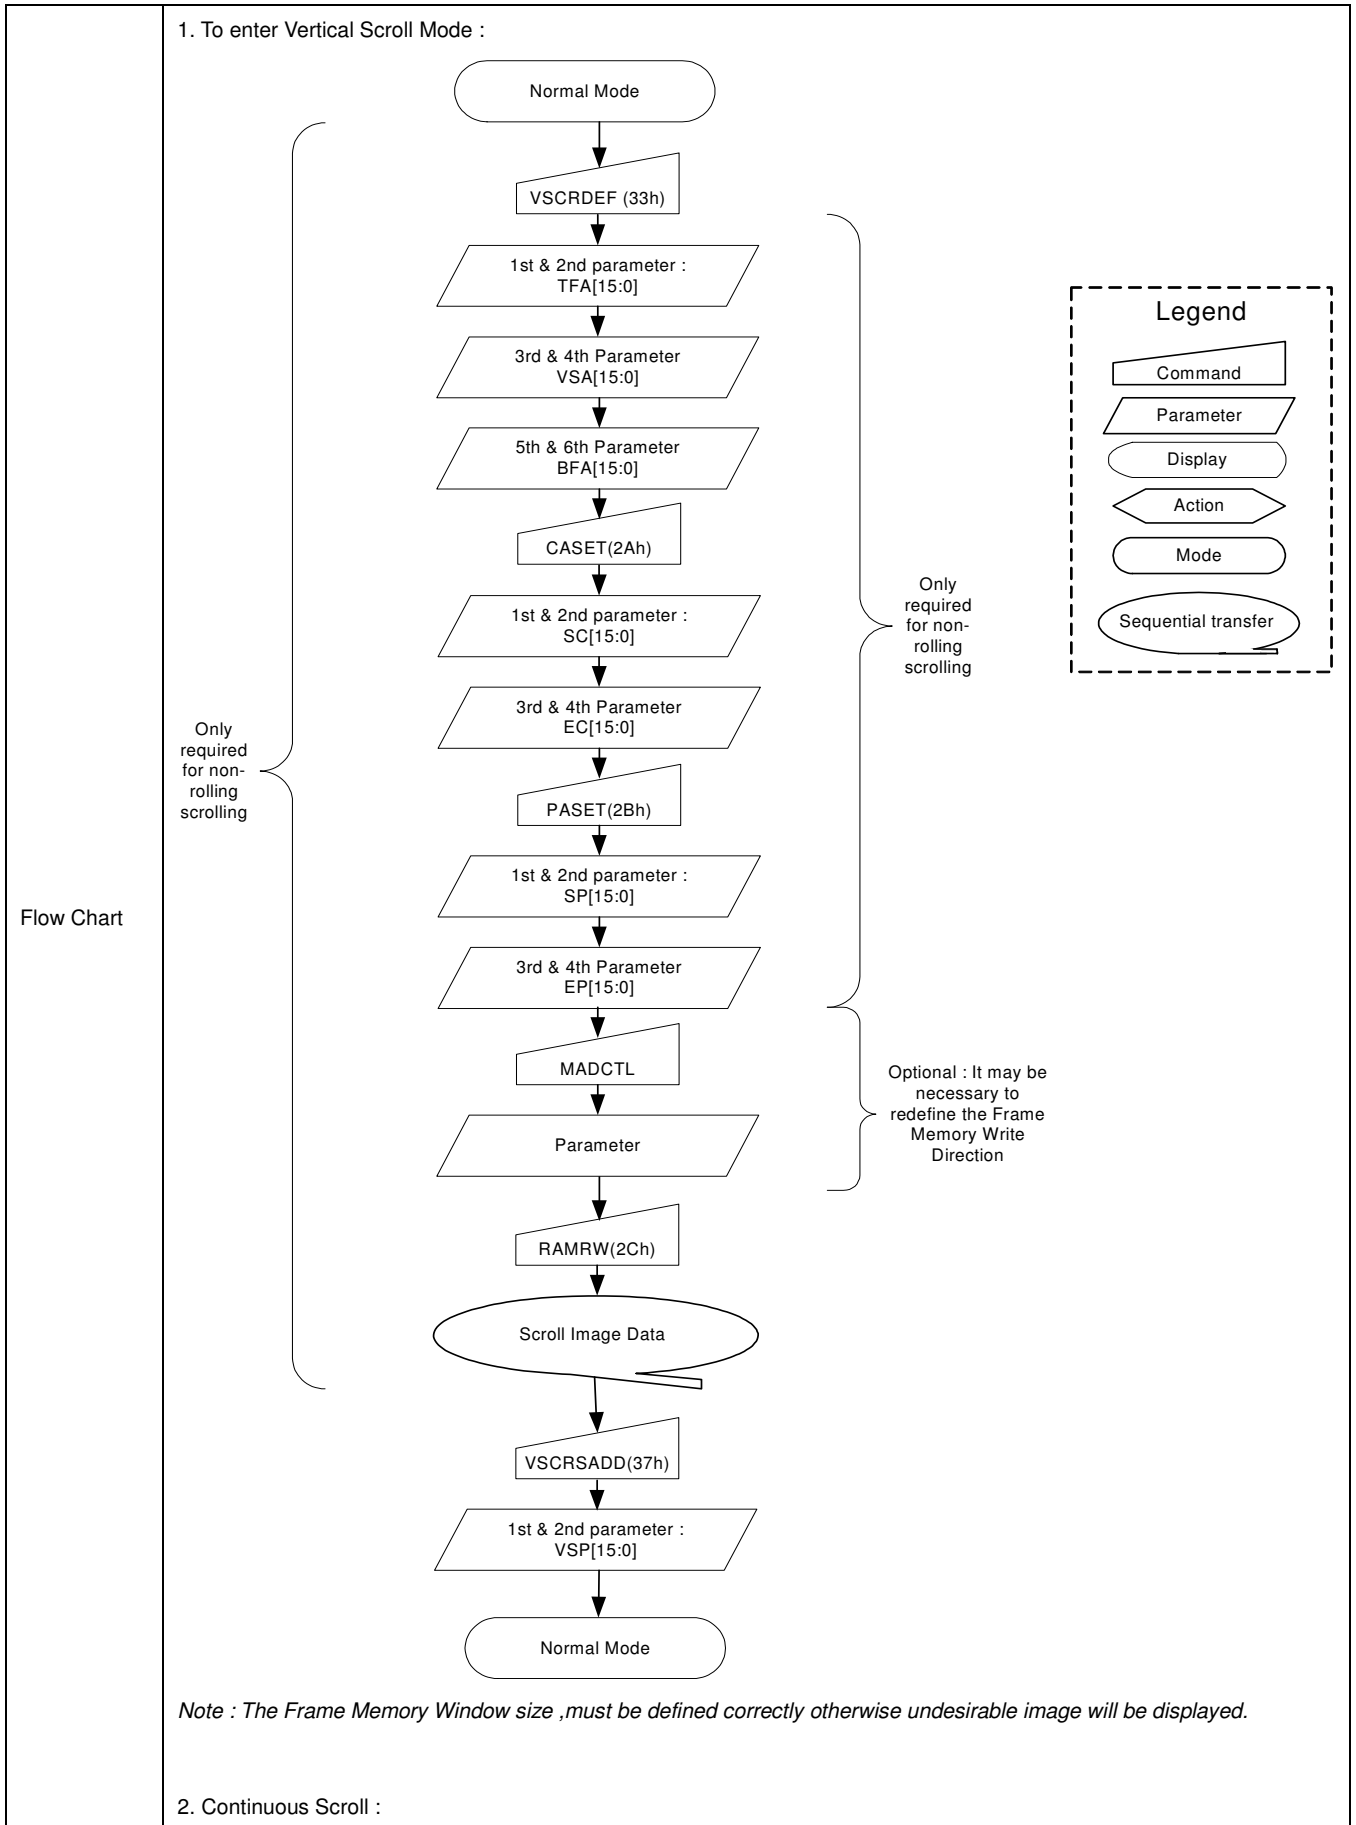 1. To enter Vertical Scroll Mode :
Normal Mode
VSCRDEF (33h)
1st & 2nd parameter :
TFA[15:0]
3rd & 4th Parameter
VSA[15:0]
5th & 6th Parameter
BFA[15:0]
CASET(2Ah)
1st & 2nd parameter :
SC[15:0]
3rd & 4th Parameter
EC[15:0]
PASET(2Bh)
1st & 2nd parameter :
SP[15:0]
3rd & 4th Parameter
EP[15:0]
MADCTL
Parameter
RAMRW(2Ch)
Scroll Image Data
VSCRSADD(37h)
1st & 2nd parameter :
VSP[15:0]
Normal Mode
Only
required
for non-
rolling
scrolling
Only
required
for non-
rolling
scrolling
Optional : It may be
necessary to
redefine the Frame
Memory Write
Direction
Legend
Command
Parameter
Display
Action
Mode
Sequential transfer
Flow Chart
Note : The Frame Memory Window size ,must be defined correctly otherwise undesirable image will be displayed.
2. Continuous Scroll :